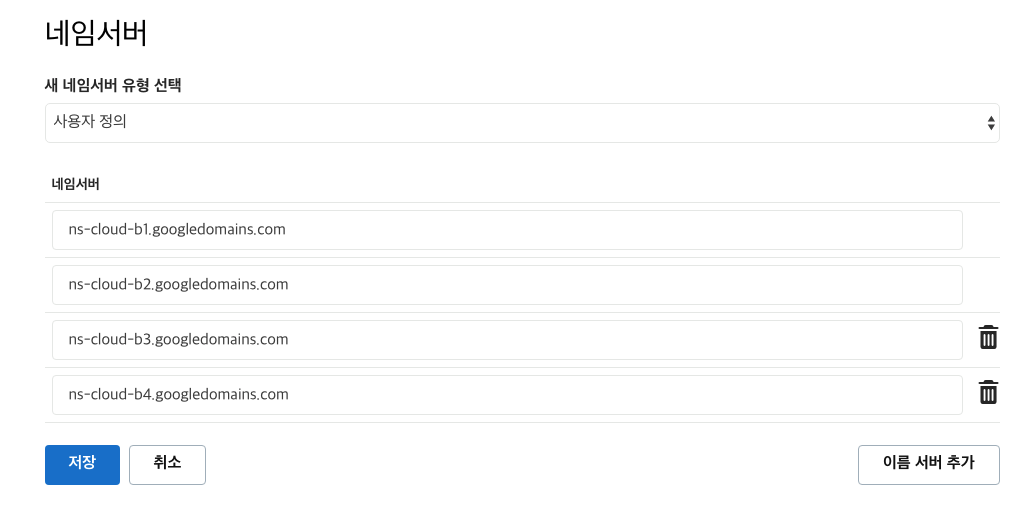 네임서버
새 네임서버 유형 선택
사용자 정의
네임서버
ns-cloud-b1.googledomains.com
ns-cloud-b2.googledomains.com
ns-cloud-b3.googledomains.com
ns-cloud-b4.googledomains.com
저장 취소 이름 서버 추가